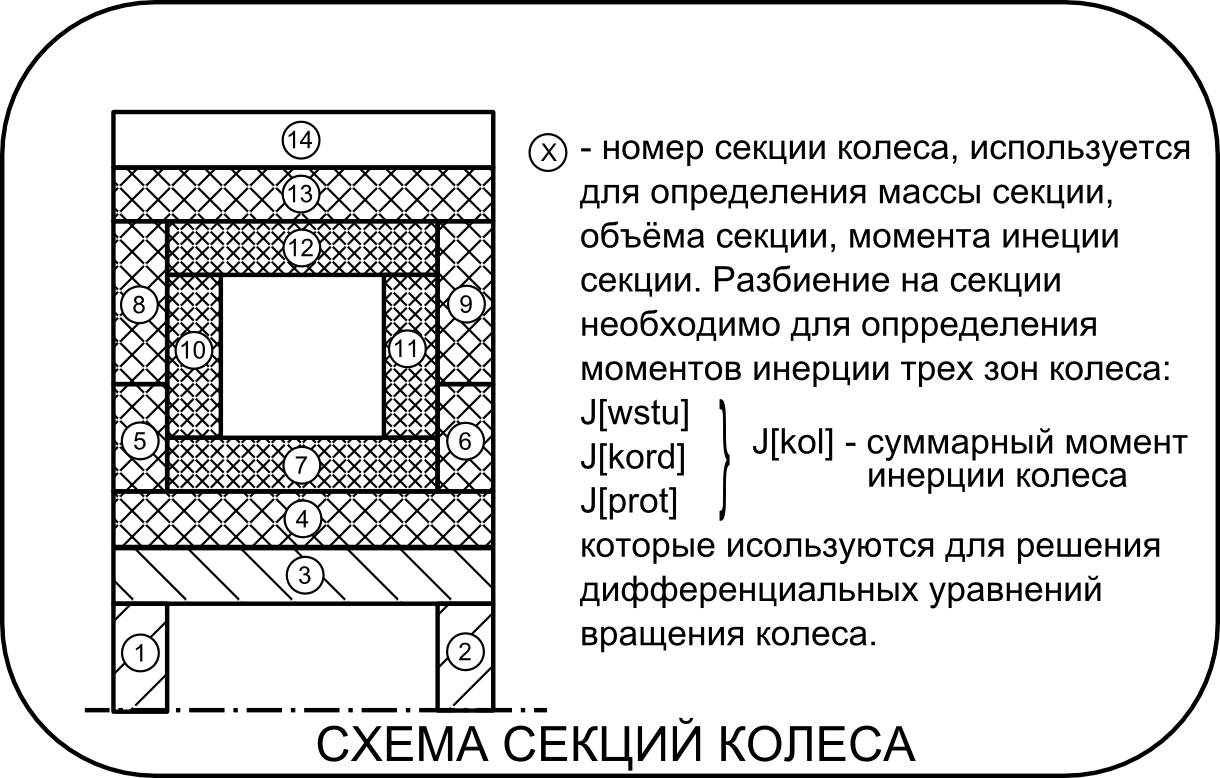 14
13
12
8
9
10
11
5
6
7
4
3
1
2
X - номер секции колеса, используется
для определения массы секции,
объёма секции, момента инеции
секции. Разбиение на секции
необходимо для опрределения
моментов инерции трех зон колеса:
J[wstu]
J[kord]
J[prot]
J[kol] - суммарный момент
инерции колеса
которые исользуются для решения
дифференциальных уравнений
вращения колеса.
СХЕМА СЕКЦИЙ КОЛЕСА